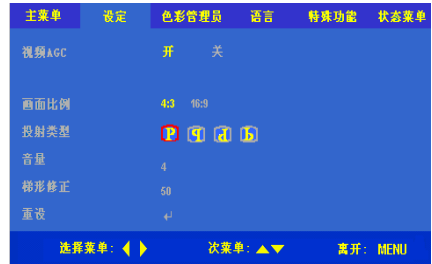 主菜单 设定 色彩管理员 语言 特殊功能 状态菜单
视频AGC 开 关
画面比例 4:3 16:9
投射类型 P
音量 4
梯形修正 50
重设
选择菜单: 次菜单: 离开: MENU